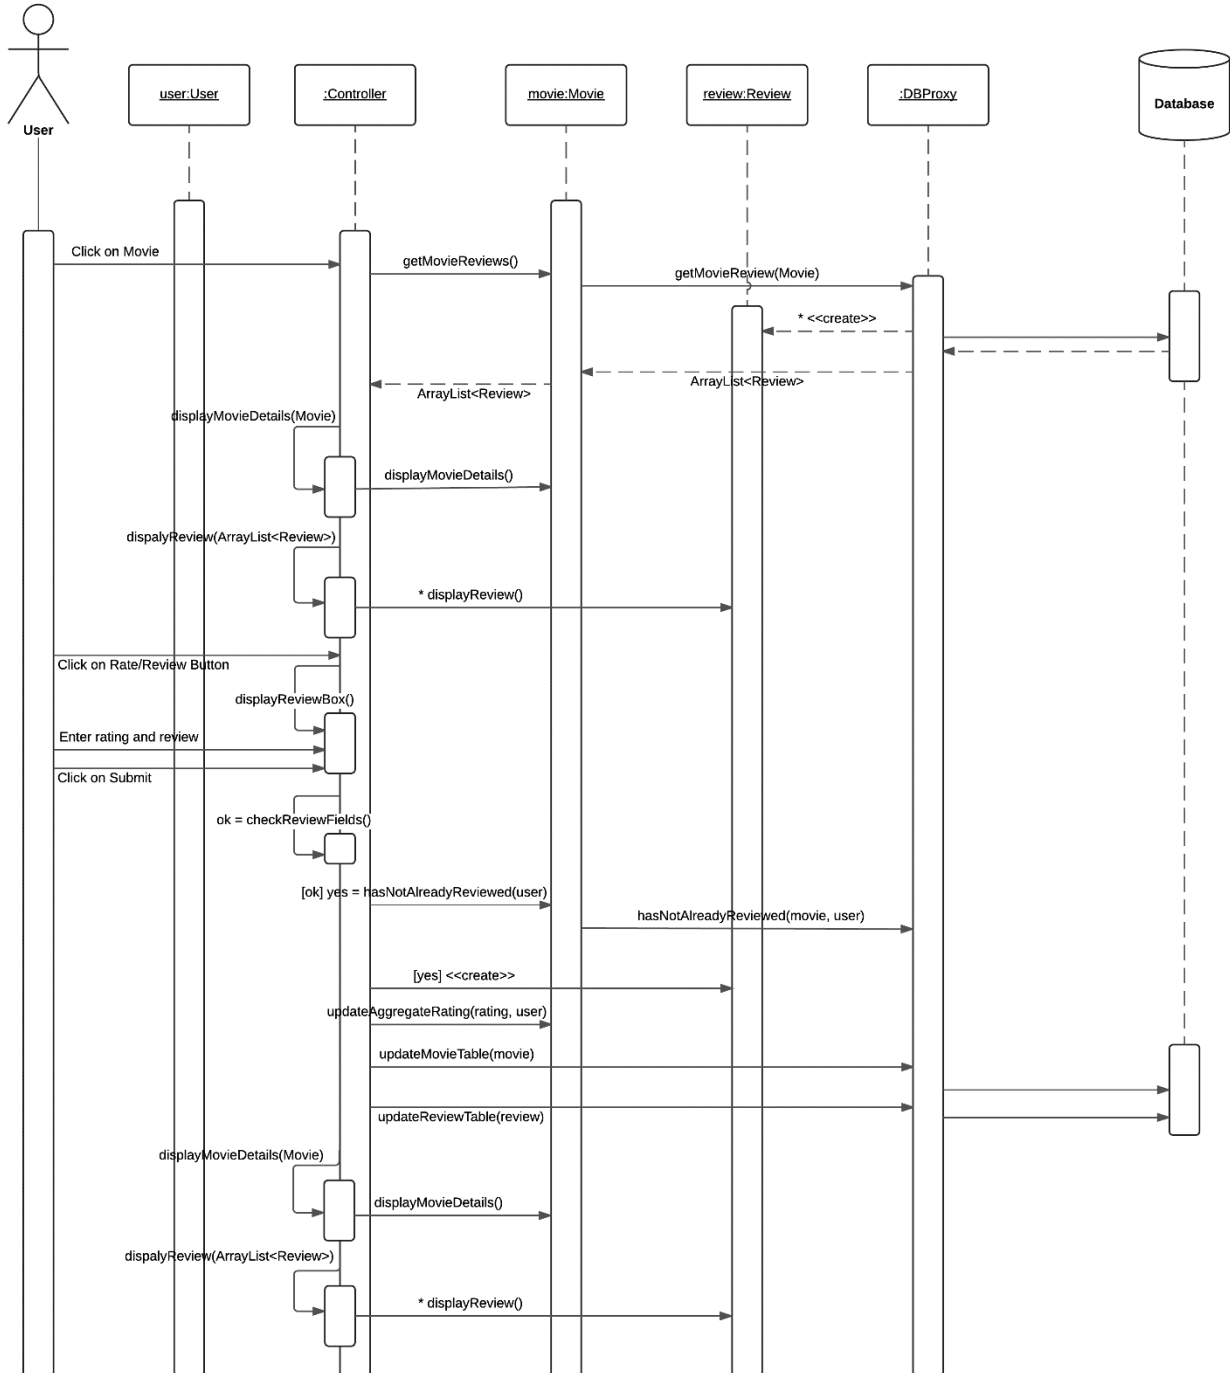 User
user:User
:Controller
movie:Movie
review:Review
:DBProxy
Database
Click on Movie
getMovieReviews()
getMovieReview(Movie)
* <<create>>
ArrayList<Review>
ArrayList<Review>
displayMovieDetails(Movie)
displayMovieDetails()
dispalyReview(ArrayList<Review>)
* displayReview()
Click on Rate/Review Button
displayReviewBox()
Enter rating and review
Click on Submit
ok = checkReviewFields()
[ok] yes = hasNotAlreadyReviewed(user)
hasNotAlreadyReviewed(movie, user)
[yes] <<create>>
updateAggregateRating(rating, user)
updateMovieTable(movie)
updateReviewTable(review)
displayMovieDetails(Movie)
displayMovieDetails()
dispalyReview(ArrayList<Review>)
* displayReview()